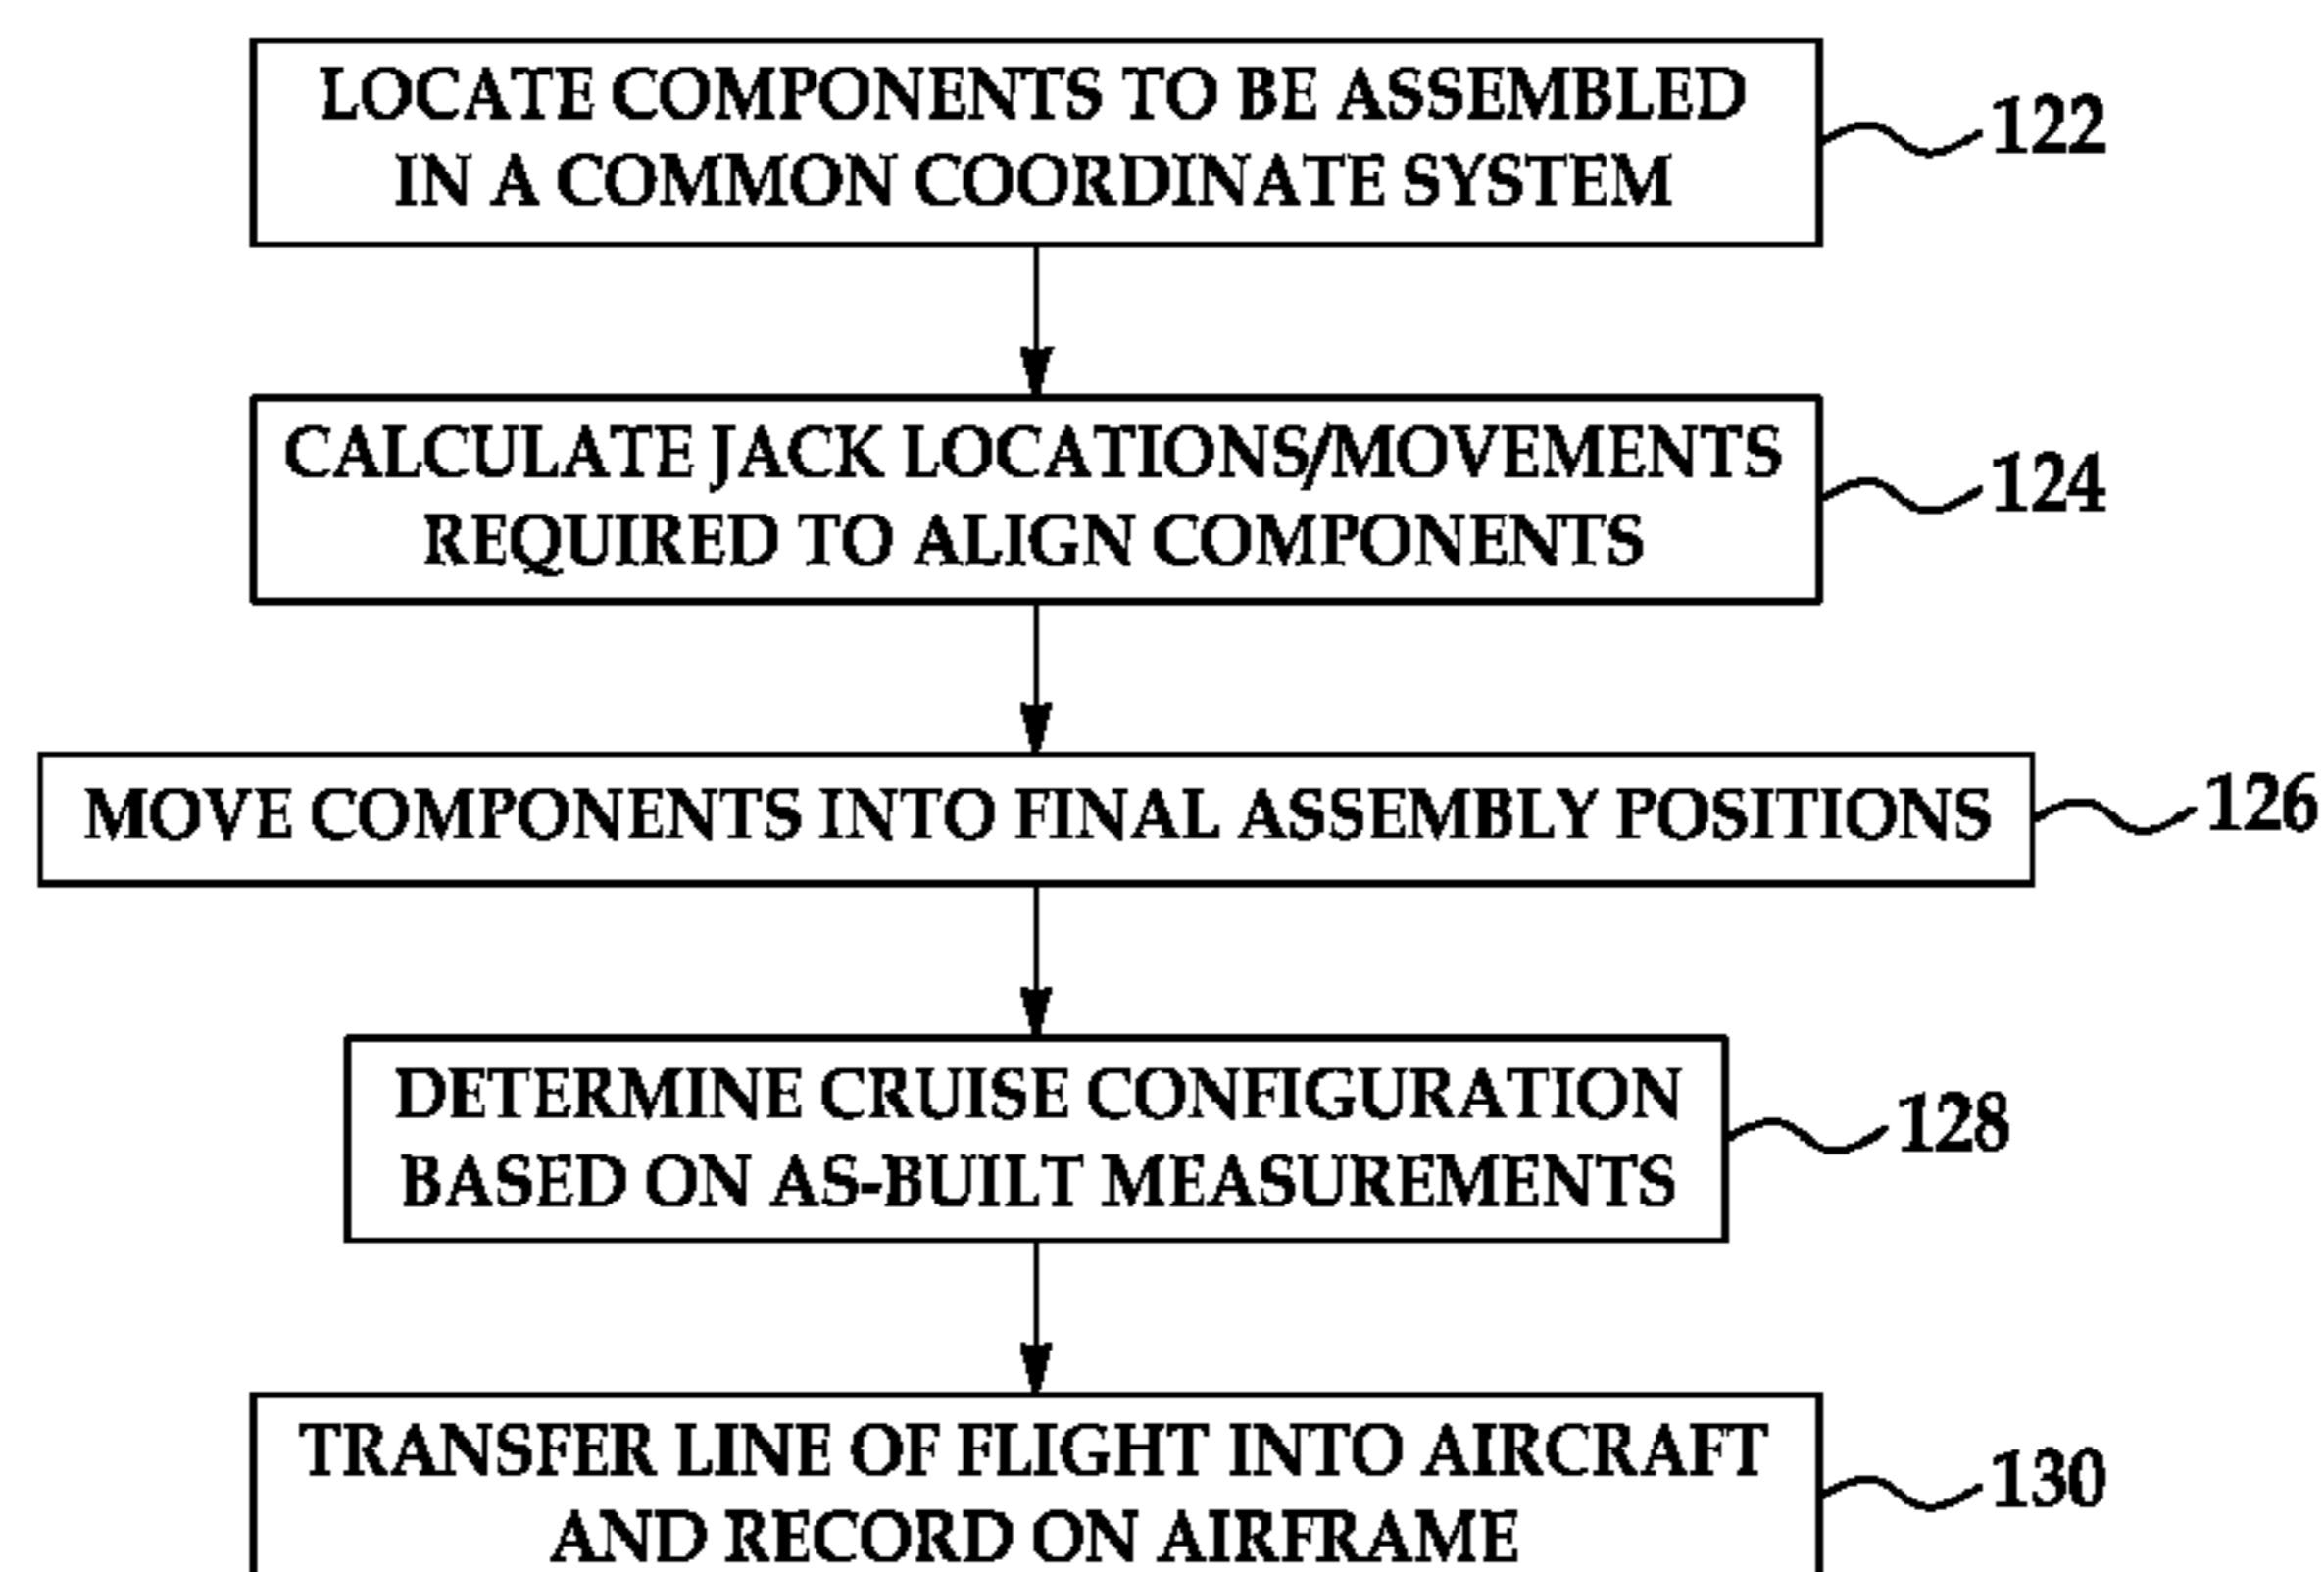 LOCATE COMPONENTS TO BE ASSEMBLED
IN A COMMON COORDINATE SYSTEM
122
CALCULATE JACK LOCATIONS/MOVEMENTS
REQUIRED TO ALIGN COMPONENTS
124
MOVE COMPONENTS INTO FINAL ASSEMBLY POSITIONS
126
DETERMINE CRUISE CONFIGURATION
BASED ON AS-BUILT MEASUREMENTS
128
TRANSFER LINE OF FLIGHT INTO AIRCRAFT
AND RECORD ON AIRFRAME
130